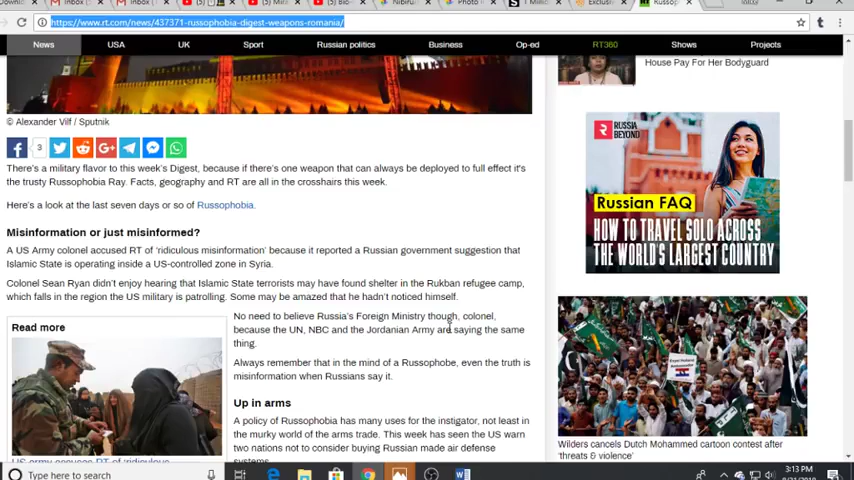 https://www.rt.com/news/437371-russophobia-digest-weapons-romania/
News USA UK Sport Russian politics Business Op-ed RT360 Shows Projects
House Pay For Her Bodyguard
© Alexander Vilf / Sputnik
3
There's a military flavor to this week's Digest, because if there's one weapon that can always be deployed to full effect it's
the trusty Russophobia Ray. Facts, geography and RT are all in the crosshairs this week.
Here's a look at the last seven days or so of Russophobia.
Misinformation or just misinformed?
A US Army colonel accused RT of 'ridiculous misinformation' because it reported a Russian government suggestion that
Islamic State is operating inside a US-controlled zone in Syria.
Colonel Sean Ryan didn't enjoy hearing that Islamic State terrorists may have found shelter in the Rukban refugee camp,
which falls in the region the US military is patrolling. Some may be amazed that he hadn't noticed himself.
Read more
US army accuses RT of 'ridiculous
No need to believe Russia's Foreign Ministry though, colonel,
because the UN, NBC and the Jordanian Army are saying the same
thing.
Always remember that in the mind of a Russophobe, even the truth is
misinformation when Russians say it.
Up in arms
A policy of Russophobia has many uses for the instigator, not least in
the murky world of the arms trade. This week has seen the US warn
two nations not to consider buying Russian made air defense
systems
RUSSIA
BEYOND
Russian FAQ
HOW TO TRAVEL SOLO ACROSS
THE WORLD'S LARGEST COUNTRY
Wilders cancels Dutch Mohammed cartoon contest after
'threats & violence'
Type here to search
3:13 PM